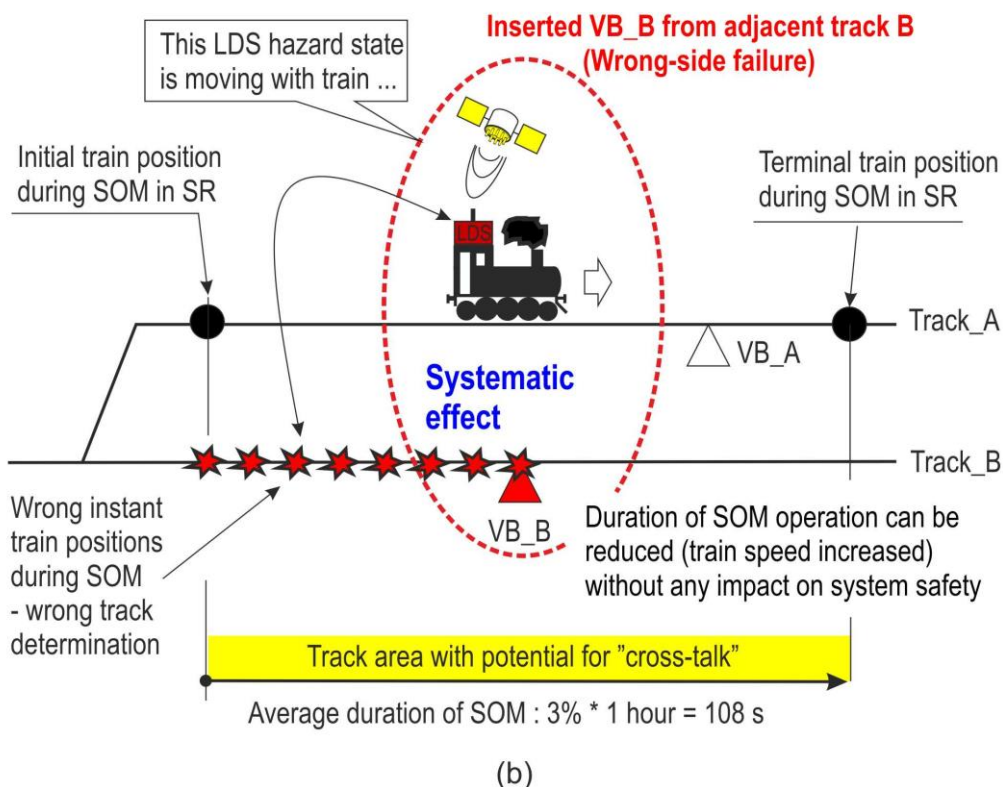 This LDS hazard state
is moving with train ...
Inserted VB_B from adjacent track B
(Wrong-side failure)
Initial train position
during SOM in SR
Terminal train position
during SOM in SR
LDS
Track_A
VB_A
Systematic
effect
Track_B
VB_B
Wrong instant
train positions
during SOM
- wrong track
determination
Duration of SOM operation can be
reduced (train speed increased)
without any impact on system safety
Track area with potential for ”cross-talk”
Average duration of SOM : 3% * 1 hour = 108 s
(b)